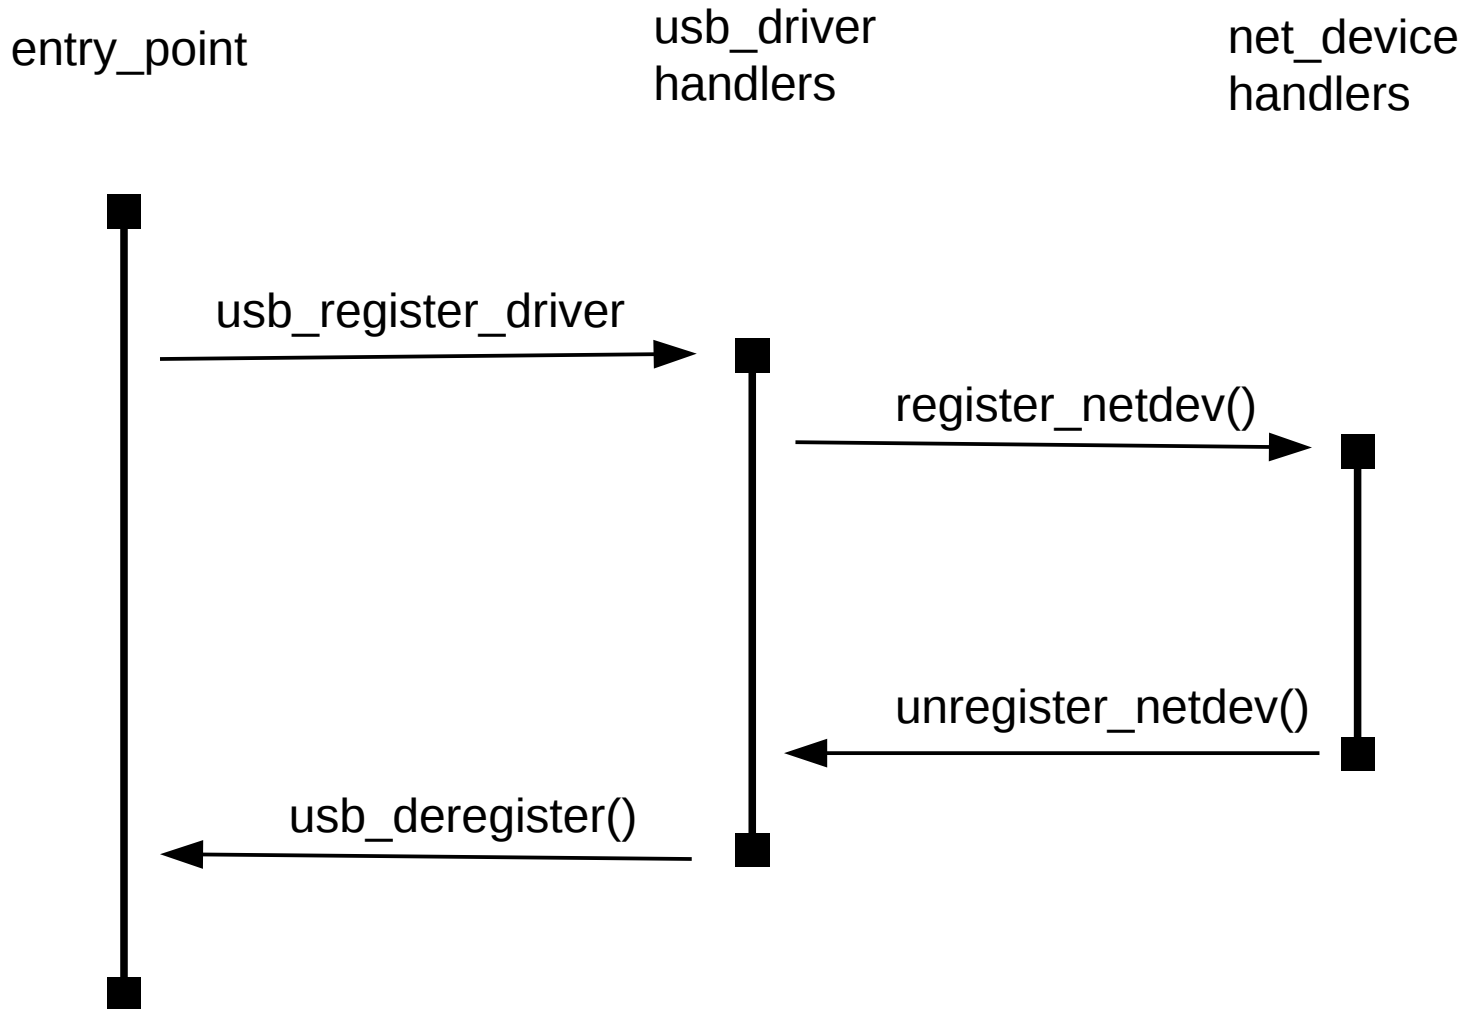 entry_point
usb_driver
handlers
net_device
handlers
usb_register_driver
register_netdev()
unregister_netdev()
usb_deregister()